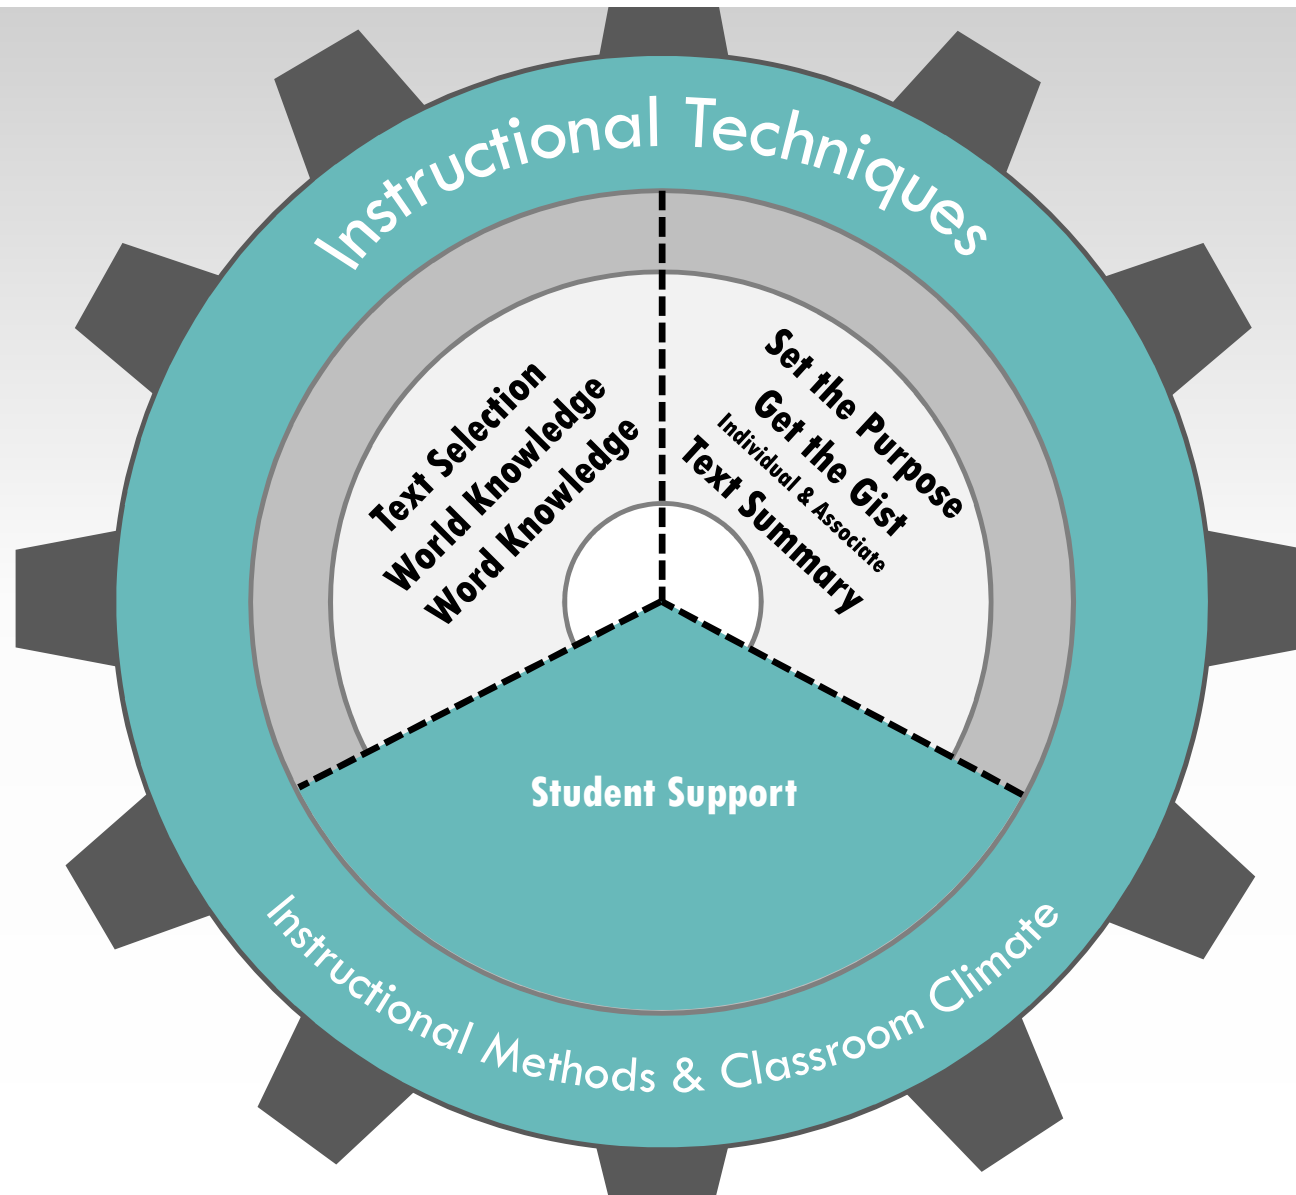 Instructional Techniques
Text Selection
World Knowledge
Word Knowledge
Set the Purpose
Get the Gist
Individual & Associate
Text Summary
Student Support
Instructional Methods & Classroom Climate